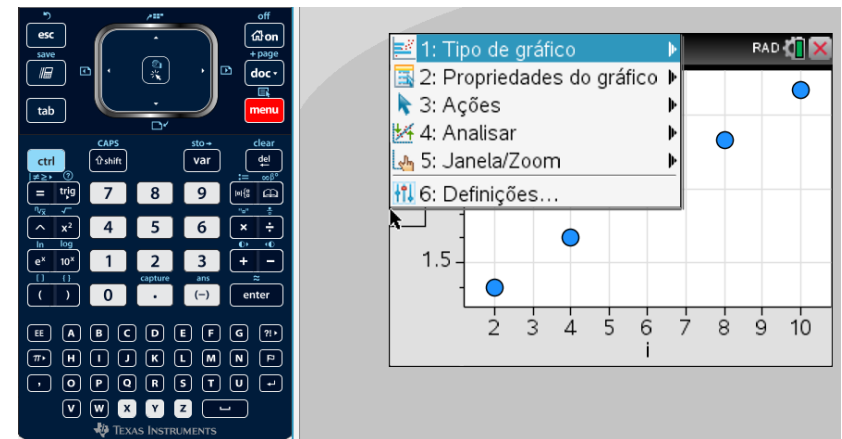 off
esc
on
save
+ page
doc
tab
menu
CAPS
sto→
clear
ctrl
⇧shift
var
del
|≠≥▸
:=
∞β°
=
trig
7
8
9
ⁿ√x
√
"≈"
÷
^
x²
4
5
6
×
÷
ln
log
eˣ
10ˣ
1
2
3
+
−
[ ]
{ }
capture
ans
≈
(
)
0
.
(−)
enter
EE A B C D E F G ?!▸
π▸ H I J K L M N
, O P Q R S T U ↵
V W X Y Z
TEXAS INSTRUMENTS
1: Tipo de gráfico
RAD
2: Propriedades do gráfico
3: Ações
4: Analisar
5: Janela/Zoom
6: Definições...
1.5
2 3 4 5 6 7 8 9 10
i